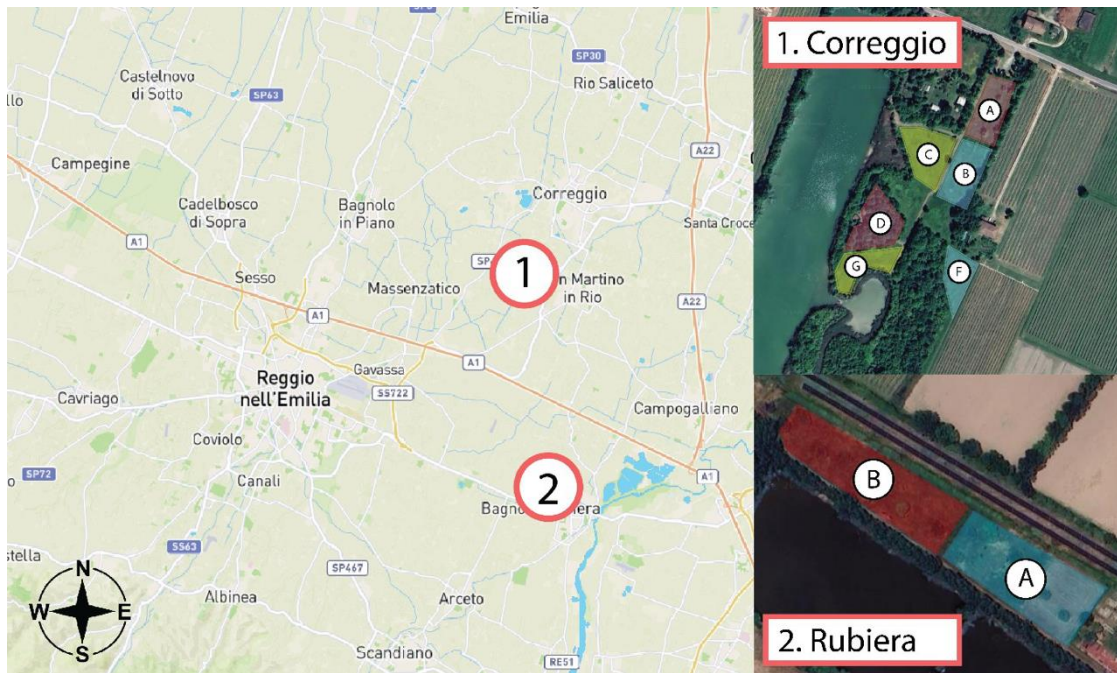 Emilia
SP63
SP30
Castelnovo
di Sotto
Rio Saliceto
A22
Campegine
Correggio
Cadelbosco
di Sopra
Bagnolo
in Piano
Santa Croce
A1
SP
1
n Martino
in Rio
Sesso
Massenzatico
A22
A1
Gavassa
A1
Reggio
nell'Emilia
SS722
Cavriago
Campogalliano
Coviolo
2
SP72
Canali
A1
Bagno
era
SS63
SP467
Albinea
Arceto
Scandiano
RE51
N
W
E
S
1. Correggio
A
C
B
D
G
F
B
A
2. Rubiera